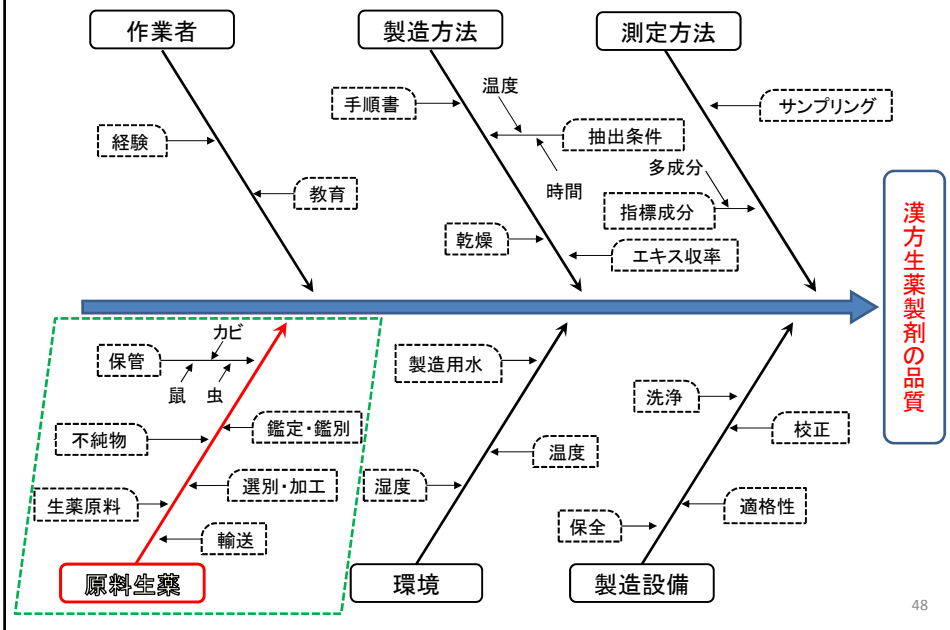 作業者
製造方法
測定方法
手順書
温度
サンプリング
経験
抽出条件
多成分
時間
教育
指標成分
乾燥
エキス収率
漢方生薬製剤の品質
カビ
保管
鼠
虫
製造用水
洗浄
不純物
鑑定・鑑別
校正
温度
生薬原料
選別・加工
湿度
適格性
輸送
保全
原料生薬
環境
製造設備
48